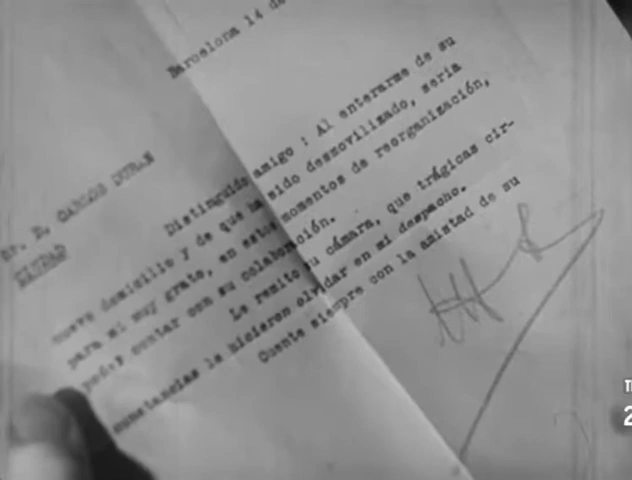 Barcelona 14 de
Sr. D. CARLOS DURAN
CIUDAD
Distinguido amigo : Al enterarme de su
nuevo domicilio y de que ha sido desmovilizado, sería
para mi muy grato, en estos momentos de reorganización,
poder contar con su colaboración.
Le remito su cámara, que trágicas cir-
cunstancias le hicieron olvidar en mi despacho.
Cuente siempre con la amistad de su
2